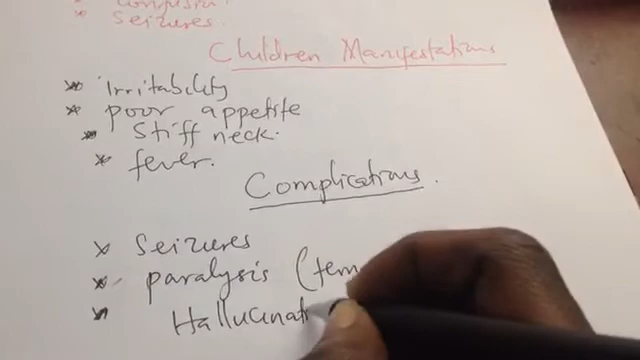 * Seizures.
Children Manifestations
* irritability
* poor appetite
* Stiff neck.
* fever.
Complications.
* Seizures
* paralysis (tem
* Hallucinat